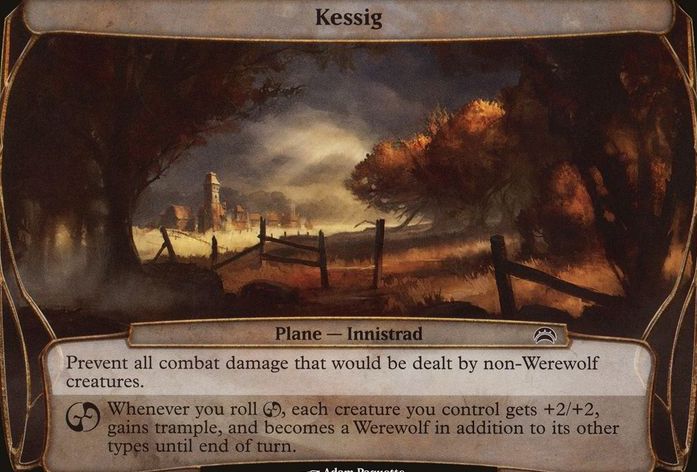 Kessig
Plane — Innistrad
Prevent all combat damage that would be dealt by non-Werewolf
creatures.
Whenever you roll , each creature you control gets +2/+2,
gains trample, and becomes a Werewolf in addition to its other
types until end of turn.
Adam Paquette